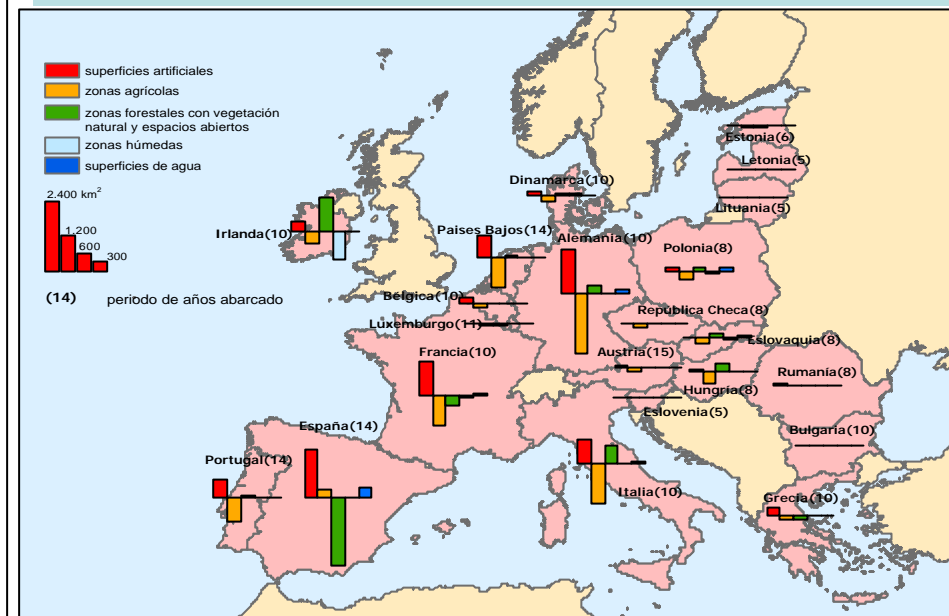 superficies artificiales
zonas agrícolas
zonas forestales con vegetación
natural y espacios abiertos
zonas húmedas
superficies de agua
2.400 km²
1.200
600
300
(14) periodo de años abarcado
Estonia(6)
Letonia(5)
Lituania(5)
Dinamarca(10)
Irlanda(10)
Paises Bajos(14)
Alemania(10)
Polonia(8)
Bélgica(10)
República Checa(8)
Luxemburgo(11)
Eslovaquia(8)
Francia(10)
Austria(15)
Rumanía(8)
Hungría(8)
Eslovenia(5)
España(14)
Bulgaria(10)
Portugal(14)
Italia(10)
Grecia(10)